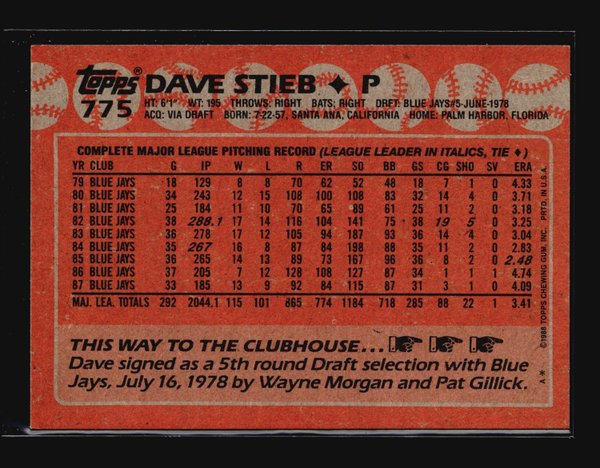 topps® DAVE STIEB ✦ P
775 HT: 6'1" WT: 195 THROWS: RIGHT BATS: RIGHT DRFT: BLUE JAYS #5-JUNE-1978
ACQ: VIA DRAFT BORN: 7-22-57, SANTA ANA, CALIFORNIA HOME: PALM HARBOR, FLORIDA
COMPLETE MAJOR LEAGUE PITCHING RECORD (LEAGUE LEADER IN ITALICS, TIE ♦)
YR CLUB G IP W L R ER SO BB GS CG SHO SV ERA
79 BLUE JAYS 18 129 8 8 70 62 52 48 18 7 1 0 4.33
80 BLUE JAYS 34 243 12 15 108 100 108 83 32 14 4 0 3.71
81 BLUE JAYS 25 184 11 10 70 65 89 61 25 11 2 0 3.18
82 BLUE JAYS 38 288.1 17 14 116 104 141 75 38 19 5 0 3.25
83 BLUE JAYS 36 278 17 12 105 94 187 93 36 14 4 0 3.04
84 BLUE JAYS 35 267 16 8 87 84 198 88 35 11 2 0 2.83
85 BLUE JAYS 36 265 14 13 89 73 167 96 36 8 2 0 2.48
86 BLUE JAYS 37 205 7 12 128 108 127 87 34 1 1 1 4.74
87 BLUE JAYS 33 185 13 9 92 84 115 87 31 3 1 0 4.09
MAJ. LEA. TOTALS 292 2044.1 115 101 865 774 1184 718 285 88 22 1 3.41
THIS WAY TO THE CLUBHOUSE . . .
Dave signed as a 5th round Draft selection with Blue
Jays, July 16, 1978 by Wayne Morgan and Pat Gillick.
©1988 TOPPS CHEWING GUM, INC. PRTD. IN U.S.A.
A *